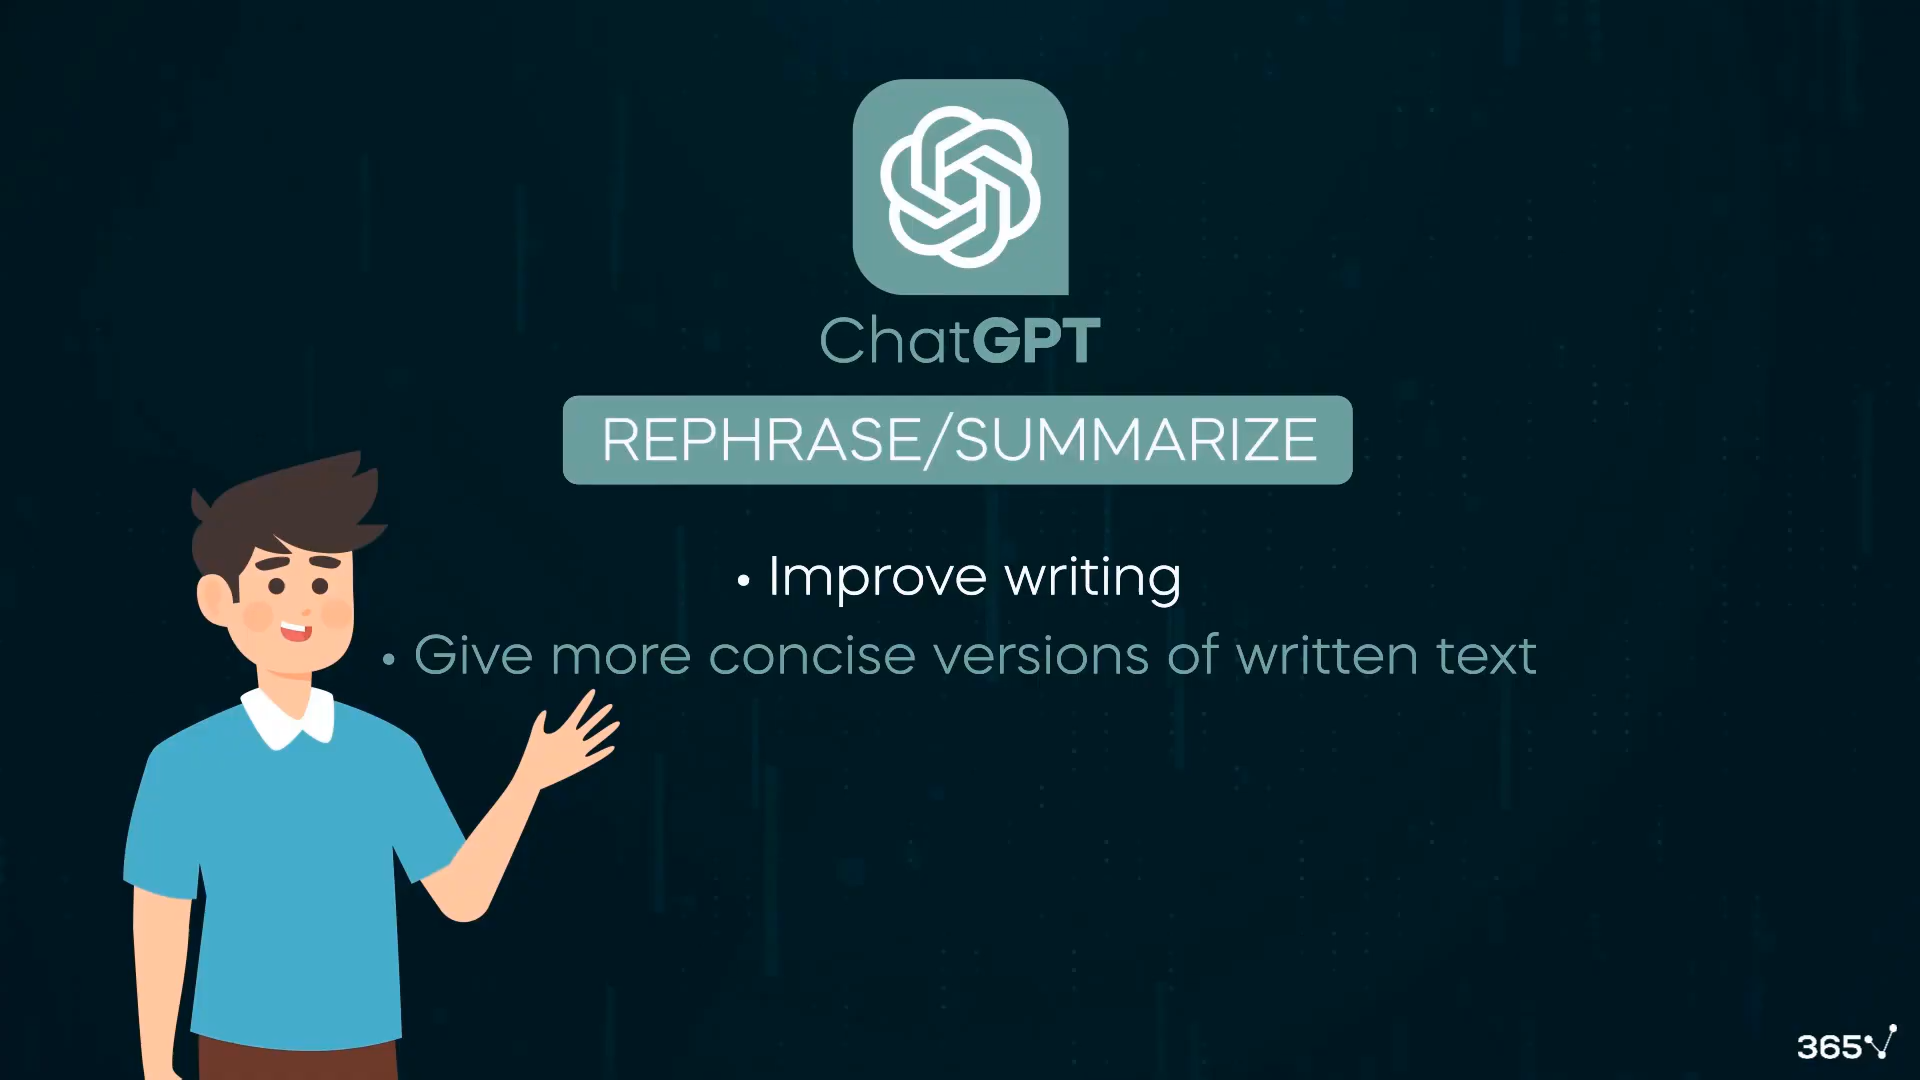 ChatGPT
REPHRASE/SUMMARIZE
• Improve writing
• Give more concise versions of written text
365